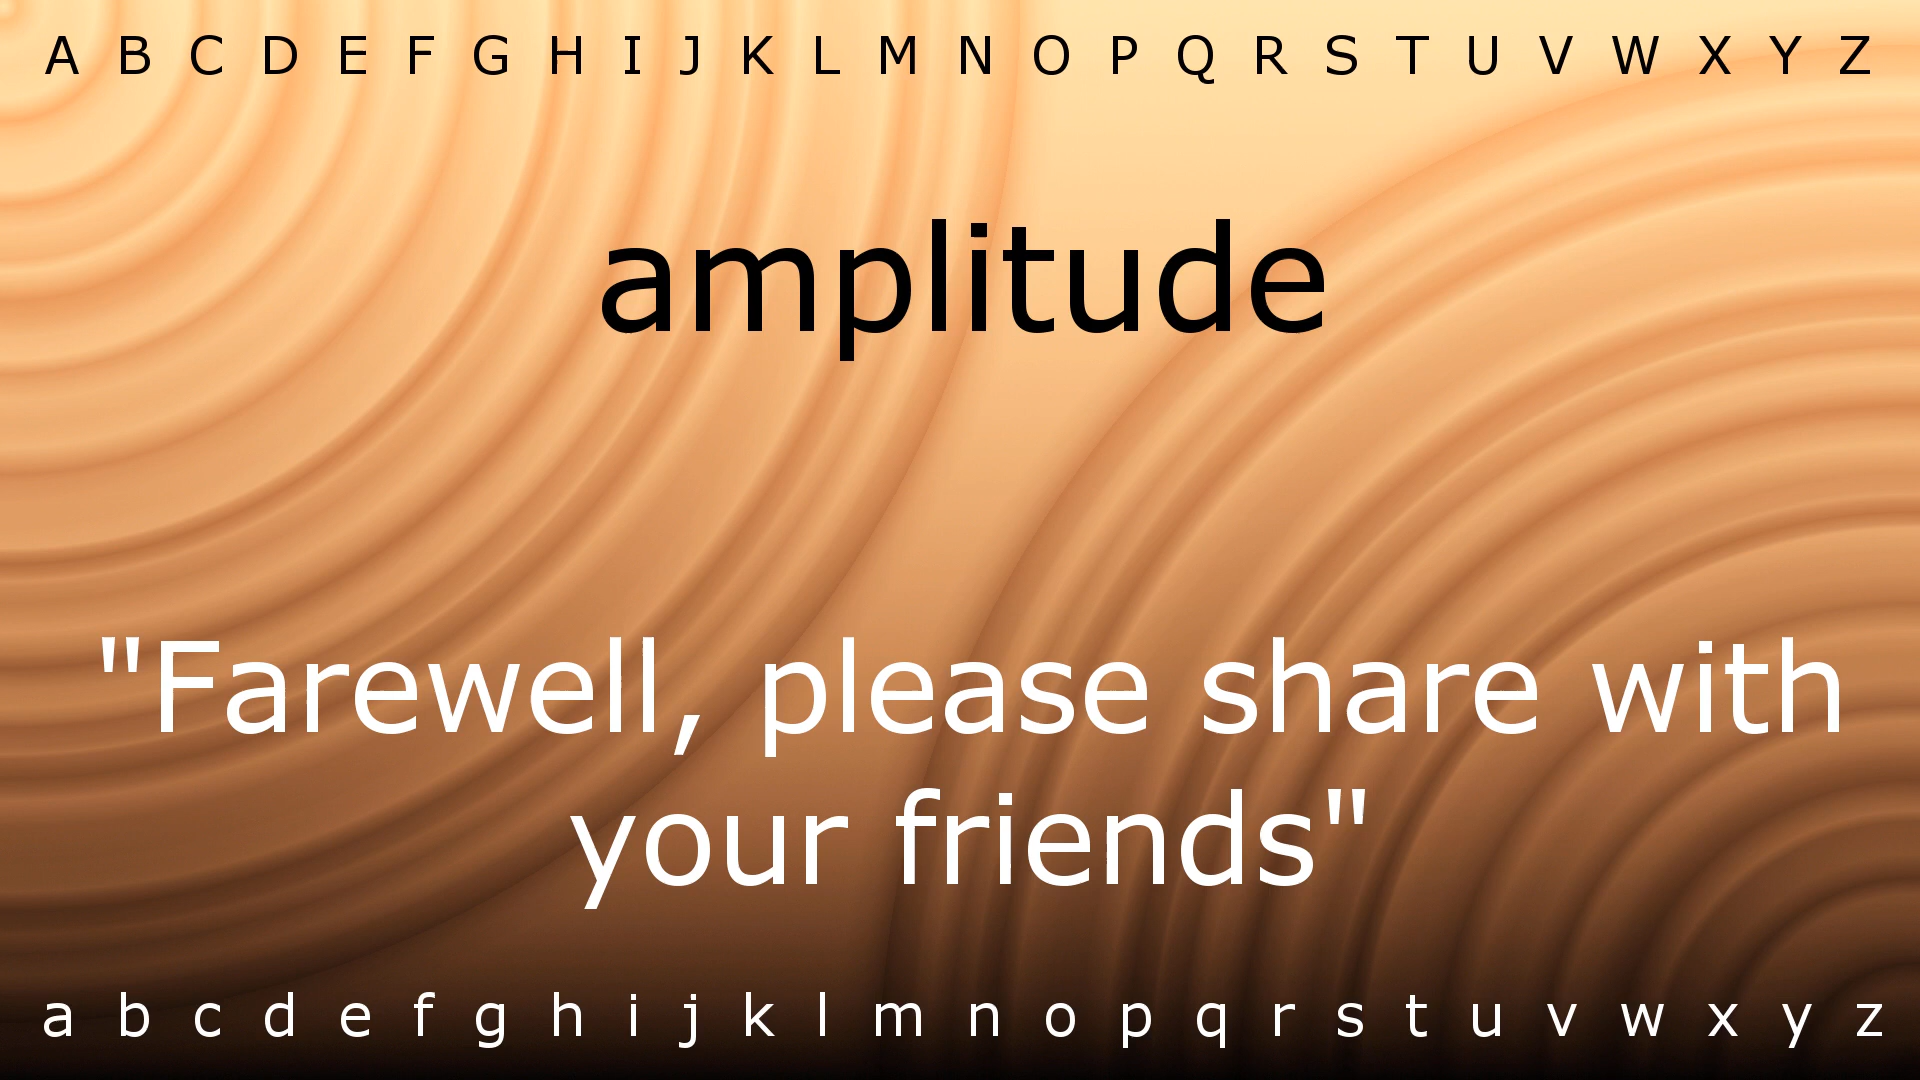 A B C D E F G H I J K L M N O P Q R S T U V W X Y Z
amplitude
"Farewell, please share with
your friends"
a b c d e f g h i j k l m n o p q r s t u v w x y z